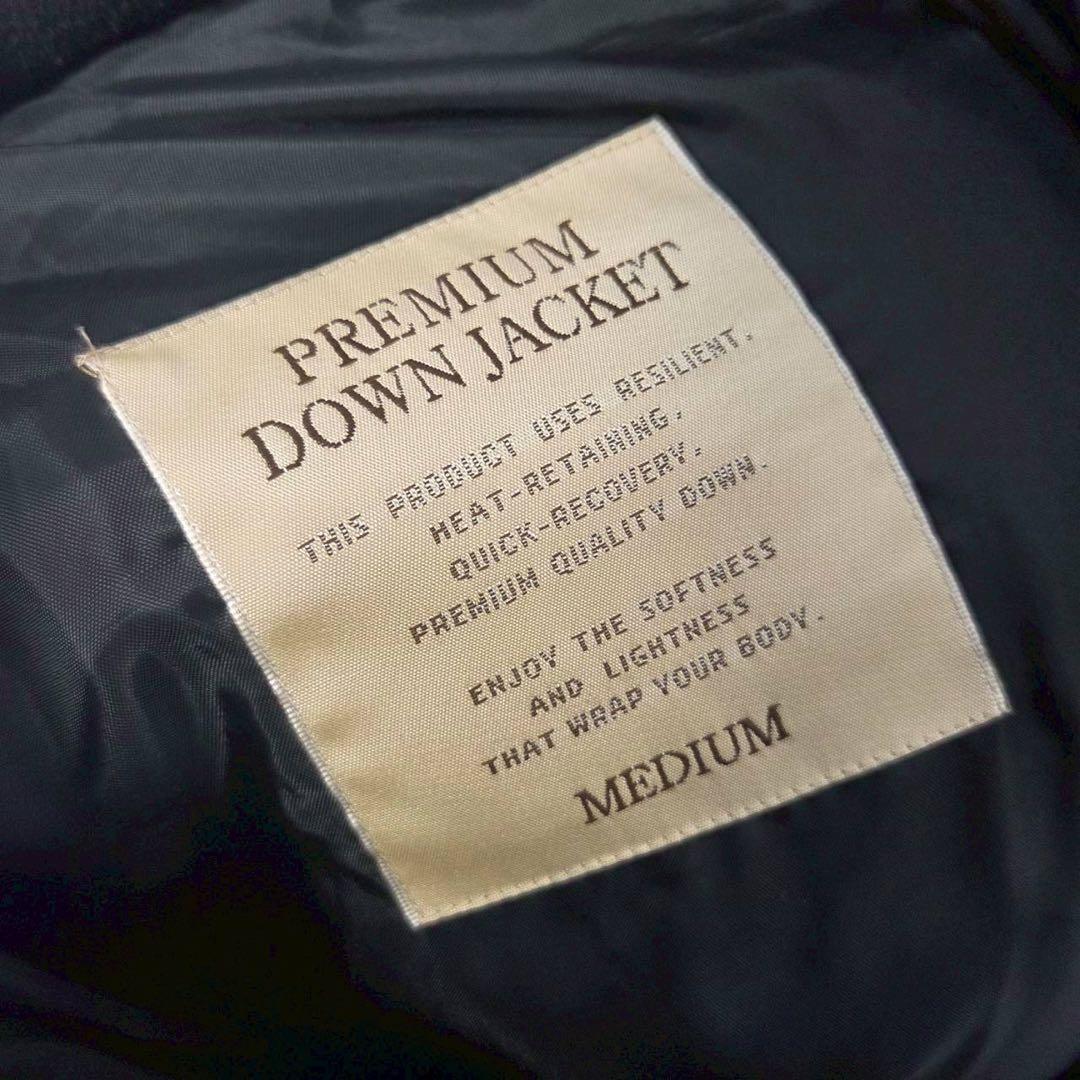 PREMIUM
DOWN JACKET
THIS PRODUCT USES RESILIENT,
HEAT-RETAINING,
QUICK-RECOVERY,
PREMIUM QUALITY DOWN.
ENJOY THE SOFTNESS
AND LIGHTNESS
THAT WRAP YOUR BODY.
MEDIUM